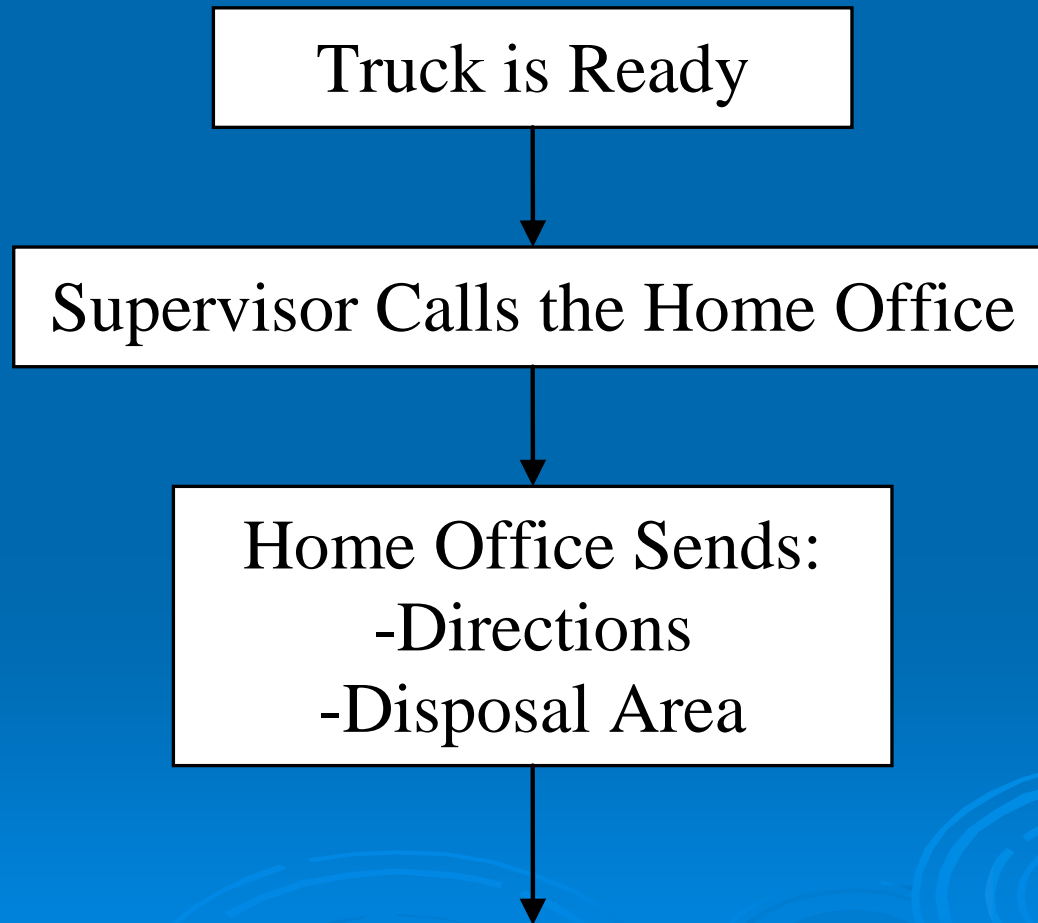 Truck is Ready
Supervisor Calls the Home Office
Home Office Sends:
-Directions
-Disposal Area